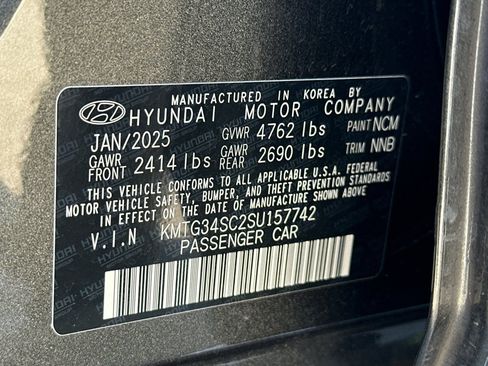 MANUFACTURED IN KOREA BY
HYUNDAI MOTOR COMPANY
JAN/2025 GVWR 4762 lbs PAINT NCM
GAWR FRONT 2414 lbs GAWR REAR 2690 lbs TRIM NNB
THIS VEHICLE CONFORMS TO ALL APPLICABLE U.S.A. FEDERAL
MOTOR VEHICLE SAFETY, BUMPER, AND THEFT PREVENTION STANDARDS
IN EFFECT ON THE DATE OF MANUFACTURE SHOWN ABOVE.
V.I.N KMTG34SC2SU157742
PASSENGER CAR